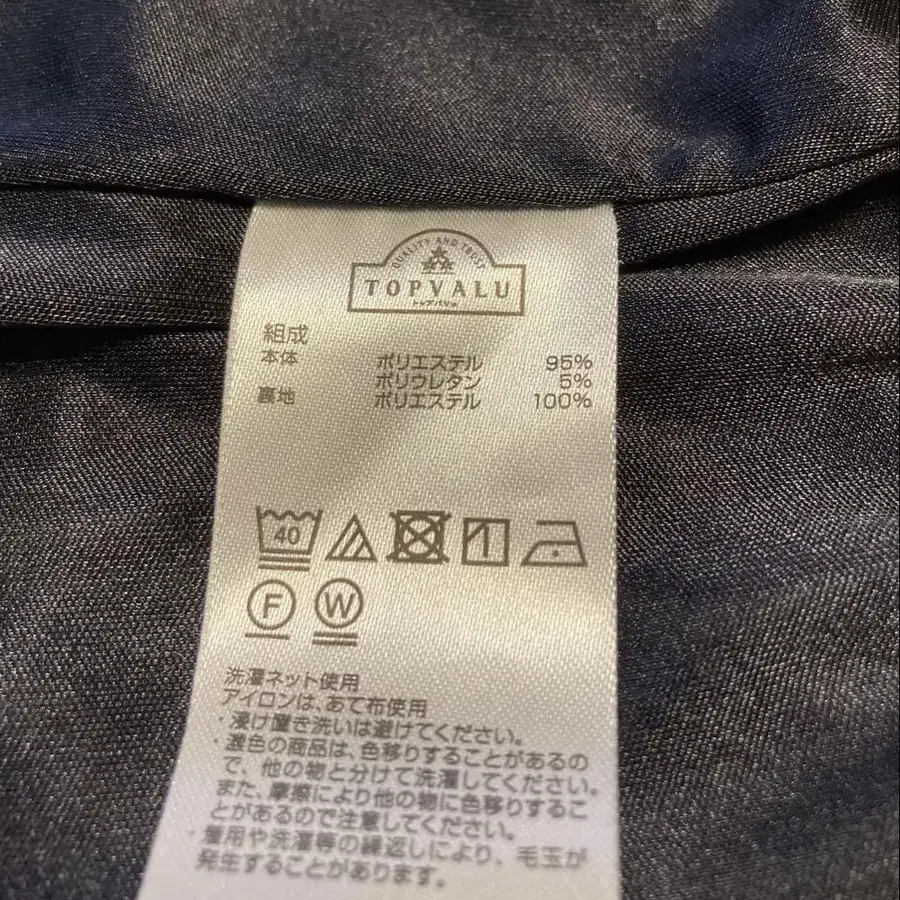 QUALITY AND TRUST
TOPVALU
トップバリュ
組成
本体 ポリエステル 95%
ポリウレタン 5%
裏地 ポリエステル 100%
40
F W
洗濯ネット使用
アイロンは、あて布使用
・浸け置き洗いは避けてください。
・濃色の商品は、色移りすることがあるの
で、他の物と分けて洗濯してください。
また、摩擦により他の物に色移りするこ
とがあるので注意してください。
・着用や洗濯等の繰返しにより、毛玉が
発生することがあります。